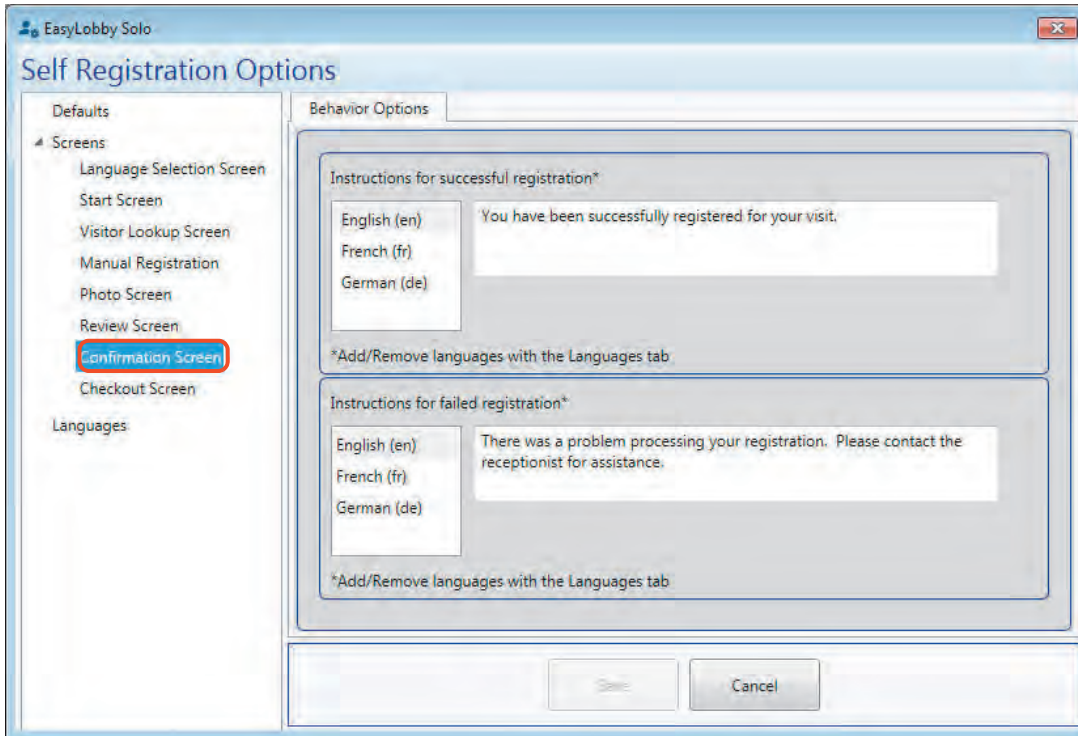 EasyLobby Solo
Self Registration Options
Defaults
Screens
Language Selection Screen
Start Screen
Visitor Lookup Screen
Manual Registration
Photo Screen
Review Screen
Confirmation Screen
Checkout Screen
Languages
Behavior Options
Instructions for successful registration*
English (en)
French (fr)
German (de)
You have been successfully registered for your visit.
*Add/Remove languages with the Languages tab
Instructions for failed registration*
English (en)
French (fr)
German (de)
There was a problem processing your registration.  Please contact the
receptionist for assistance.
*Add/Remove languages with the Languages tab
Save
Cancel